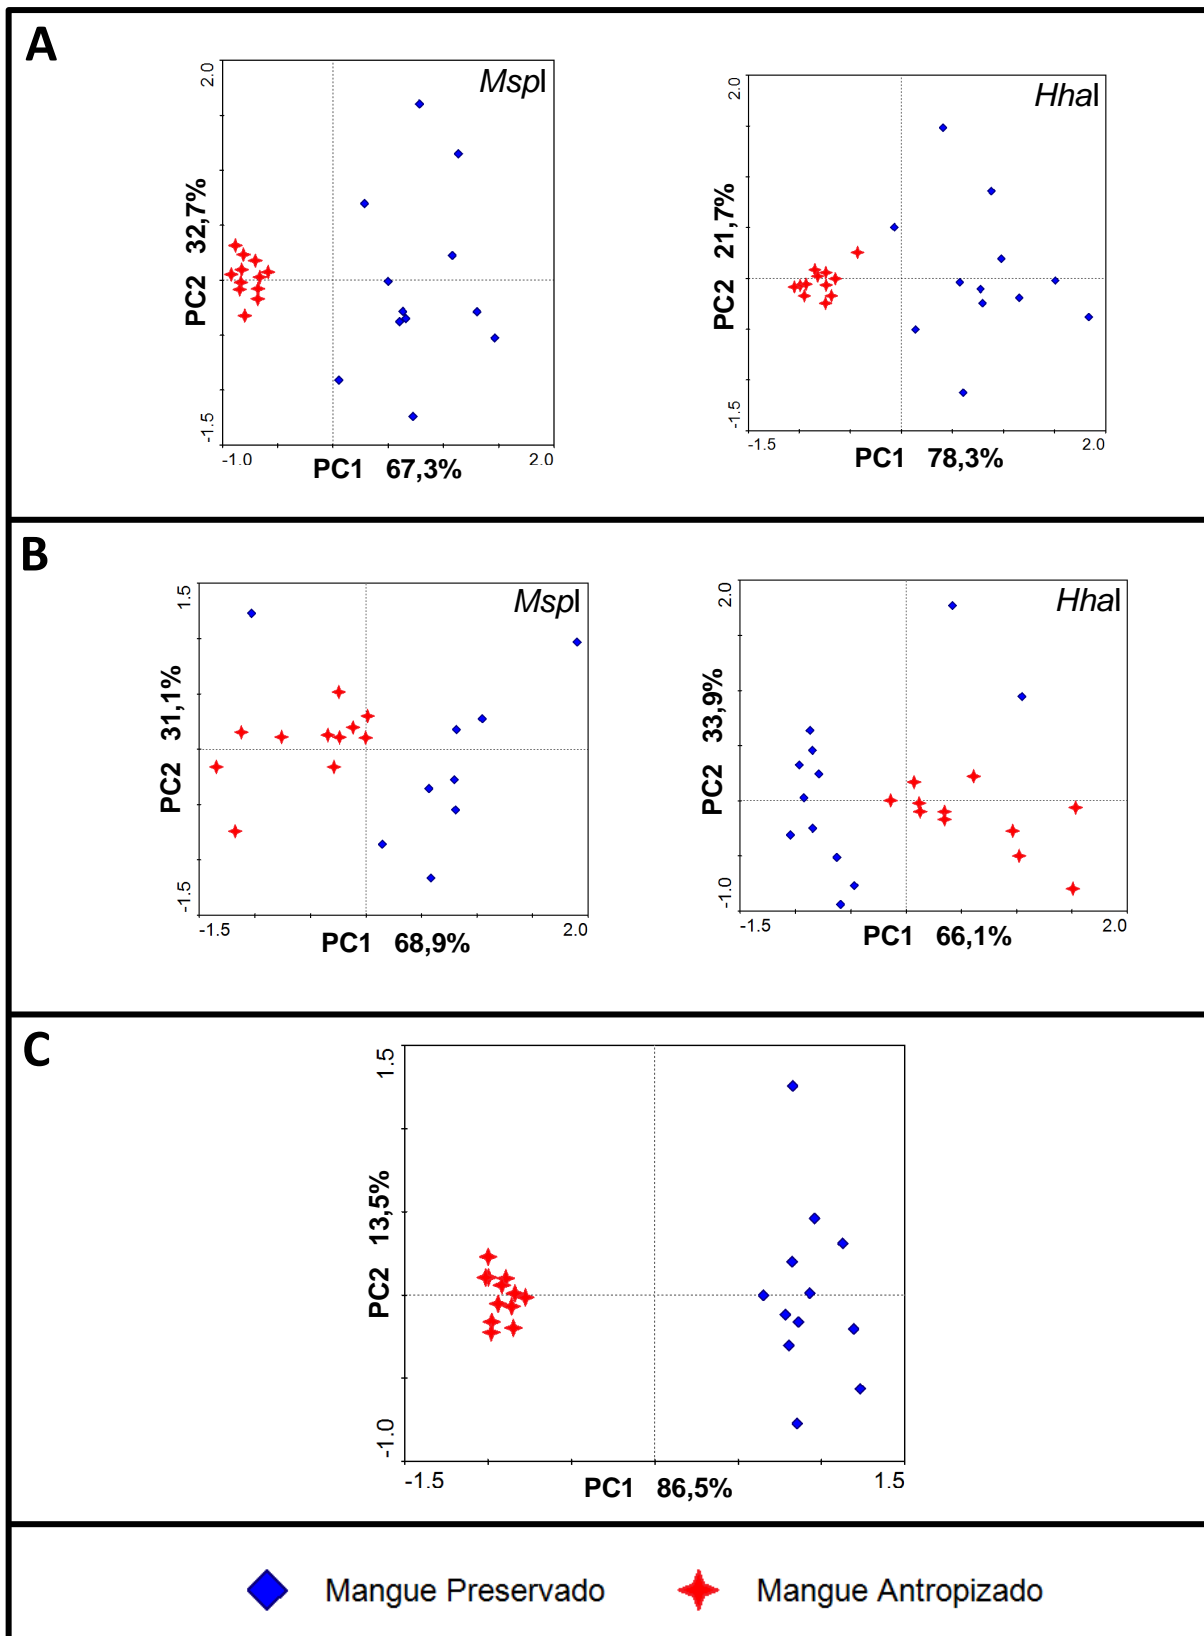 A
MspI
2.0
PC2 32,7%
-1.5
-1.0
2.0
PC1 67,3%
HhaI
2.0
PC2 21,7%
-1.5
-1.5
2.0
PC1 78,3%
B
MspI
1.5
PC2 31,1%
-1.5
-1.5
2.0
PC1 68,9%
HhaI
2.0
PC2 33,9%
-1.0
-1.5
2.0
PC1 66,1%
C
1.5
PC2 13,5%
-1.0
-1.5
1.5
PC1 86,5%
Mangue Preservado
Mangue Antropizado